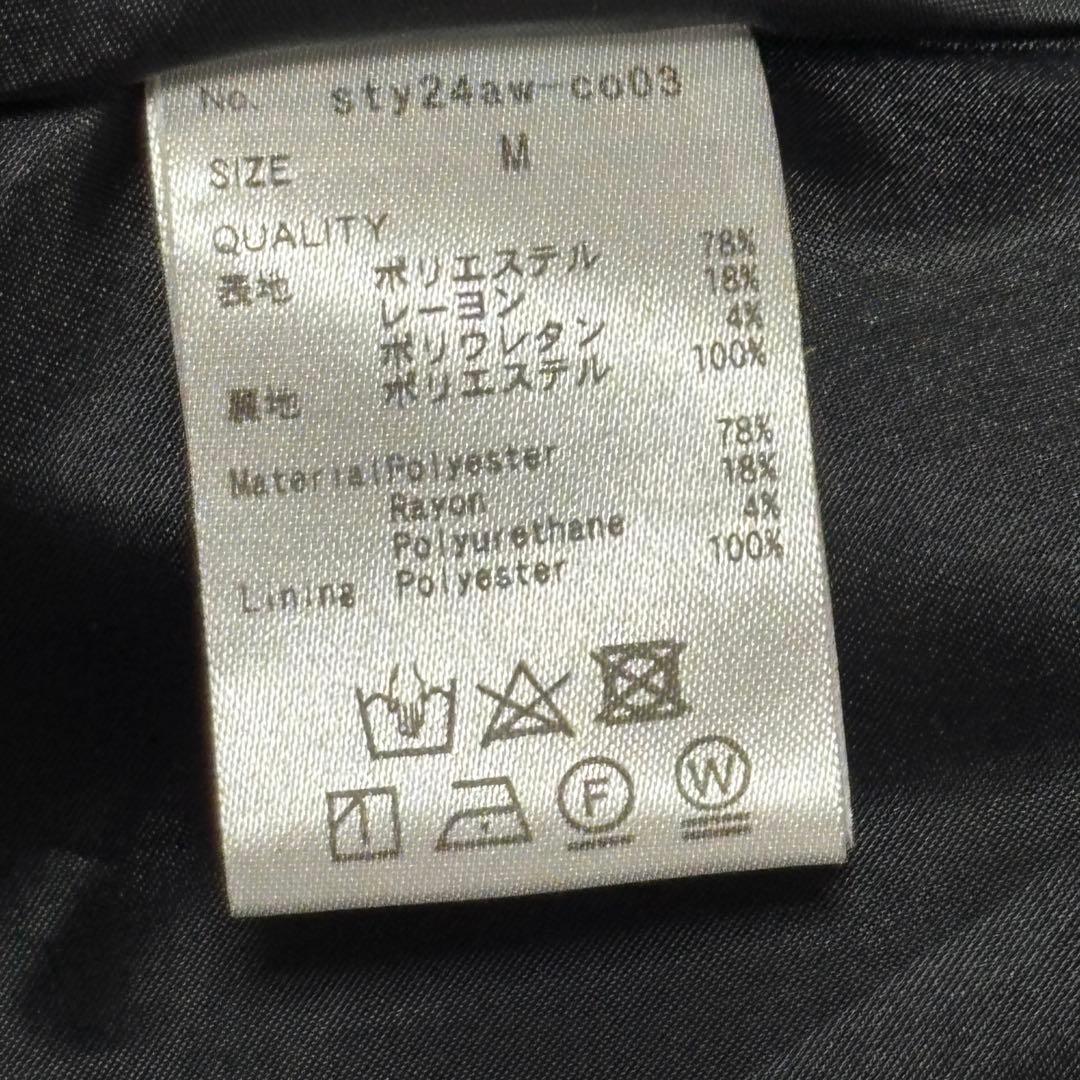 No. sty24aw-co03
SIZE M
QUALITY
表地 ポリエステル 78%
レーヨン 18%
ポリウレタン 4%
裏地 ポリエステル 100%
Material Polyester 78%
Rayon 18%
Polyurethane 4%
Lining Polyester 100%
F W